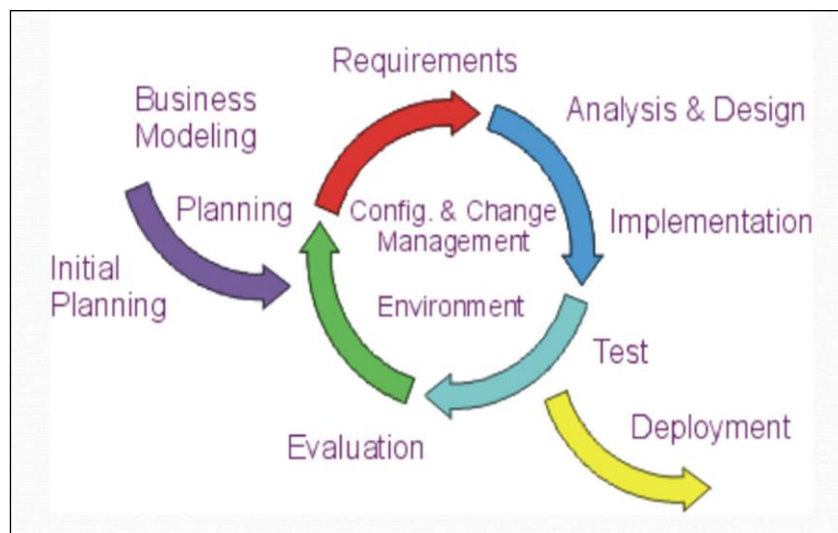 Requirements
Business
Modeling
Analysis & Design
Planning
Config. & Change
Management
Implementation
Initial
Planning
Environment
Test
Evaluation
Deployment